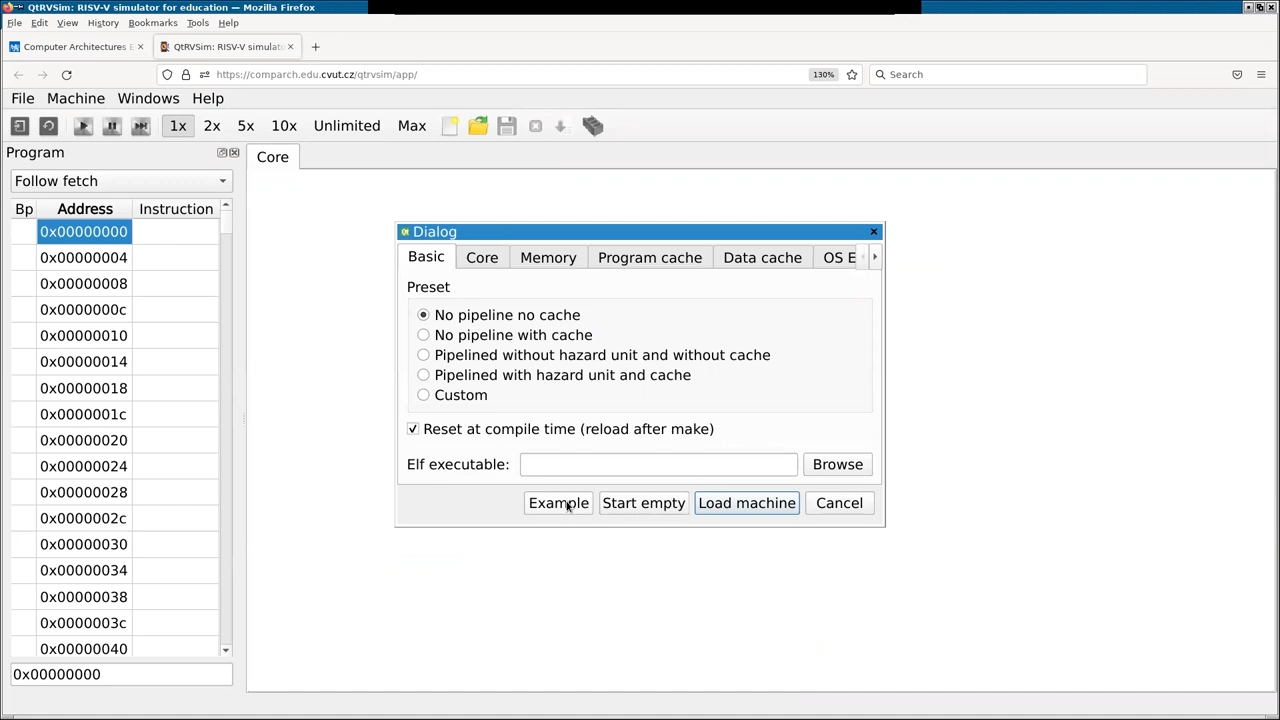 QtRVSim: RISV-V simulator for education — Mozilla Firefox
File Edit View History Bookmarks Tools Help
Computer Architectures E
QtRVSim: RISV-V simulat
https://comparch.edu.cvut.cz/qtrvsim/app/
130%
Search
File Machine Windows Help
1x 2x 5x 10x Unlimited Max
Program
Core
Follow fetch
Bp Address Instruction
0x00000000
0x00000004
0x00000008
0x0000000c
0x00000010
0x00000014
0x00000018
0x0000001c
0x00000020
0x00000024
0x00000028
0x0000002c
0x00000030
0x00000034
0x00000038
0x0000003c
0x00000040
0x00000000
Dialog
Basic Core Memory Program cache Data cache OS E
Preset
No pipeline no cache
No pipeline with cache
Pipelined without hazard unit and without cache
Pipelined with hazard unit and cache
Custom
Reset at compile time (reload after make)
Elf executable:
Browse
Example Start empty Load machine Cancel